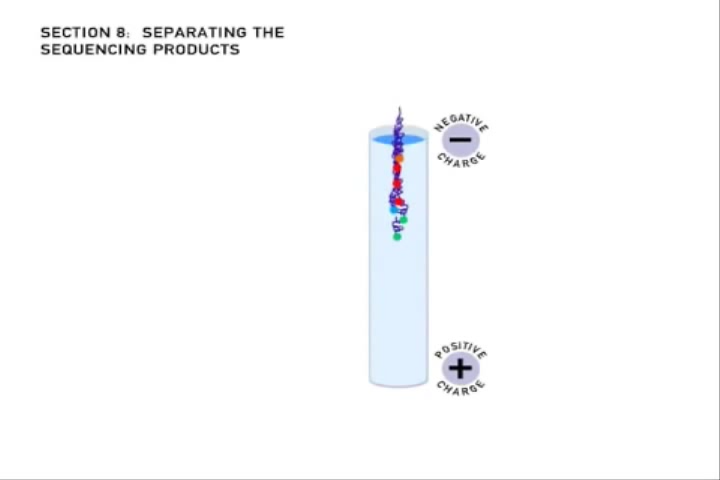 SECTION 8: SEPARATING THE
SEQUENCING PRODUCTS
NEGATIVE
CHARGE
POSITIVE
CHARGE